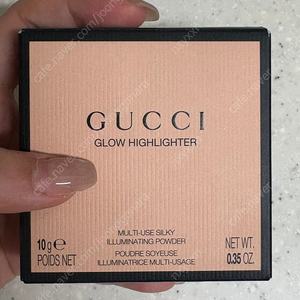 GUCCI
GLOW HIGHLIGHTER
MULTI-USE SILKY
ILLUMINATING POWDER
POUDRE SOYEUSE
ILLUMINATRICE MULTI-USAGE
10 g ℮
POIDS NET
NET WT.
0.35 OZ.